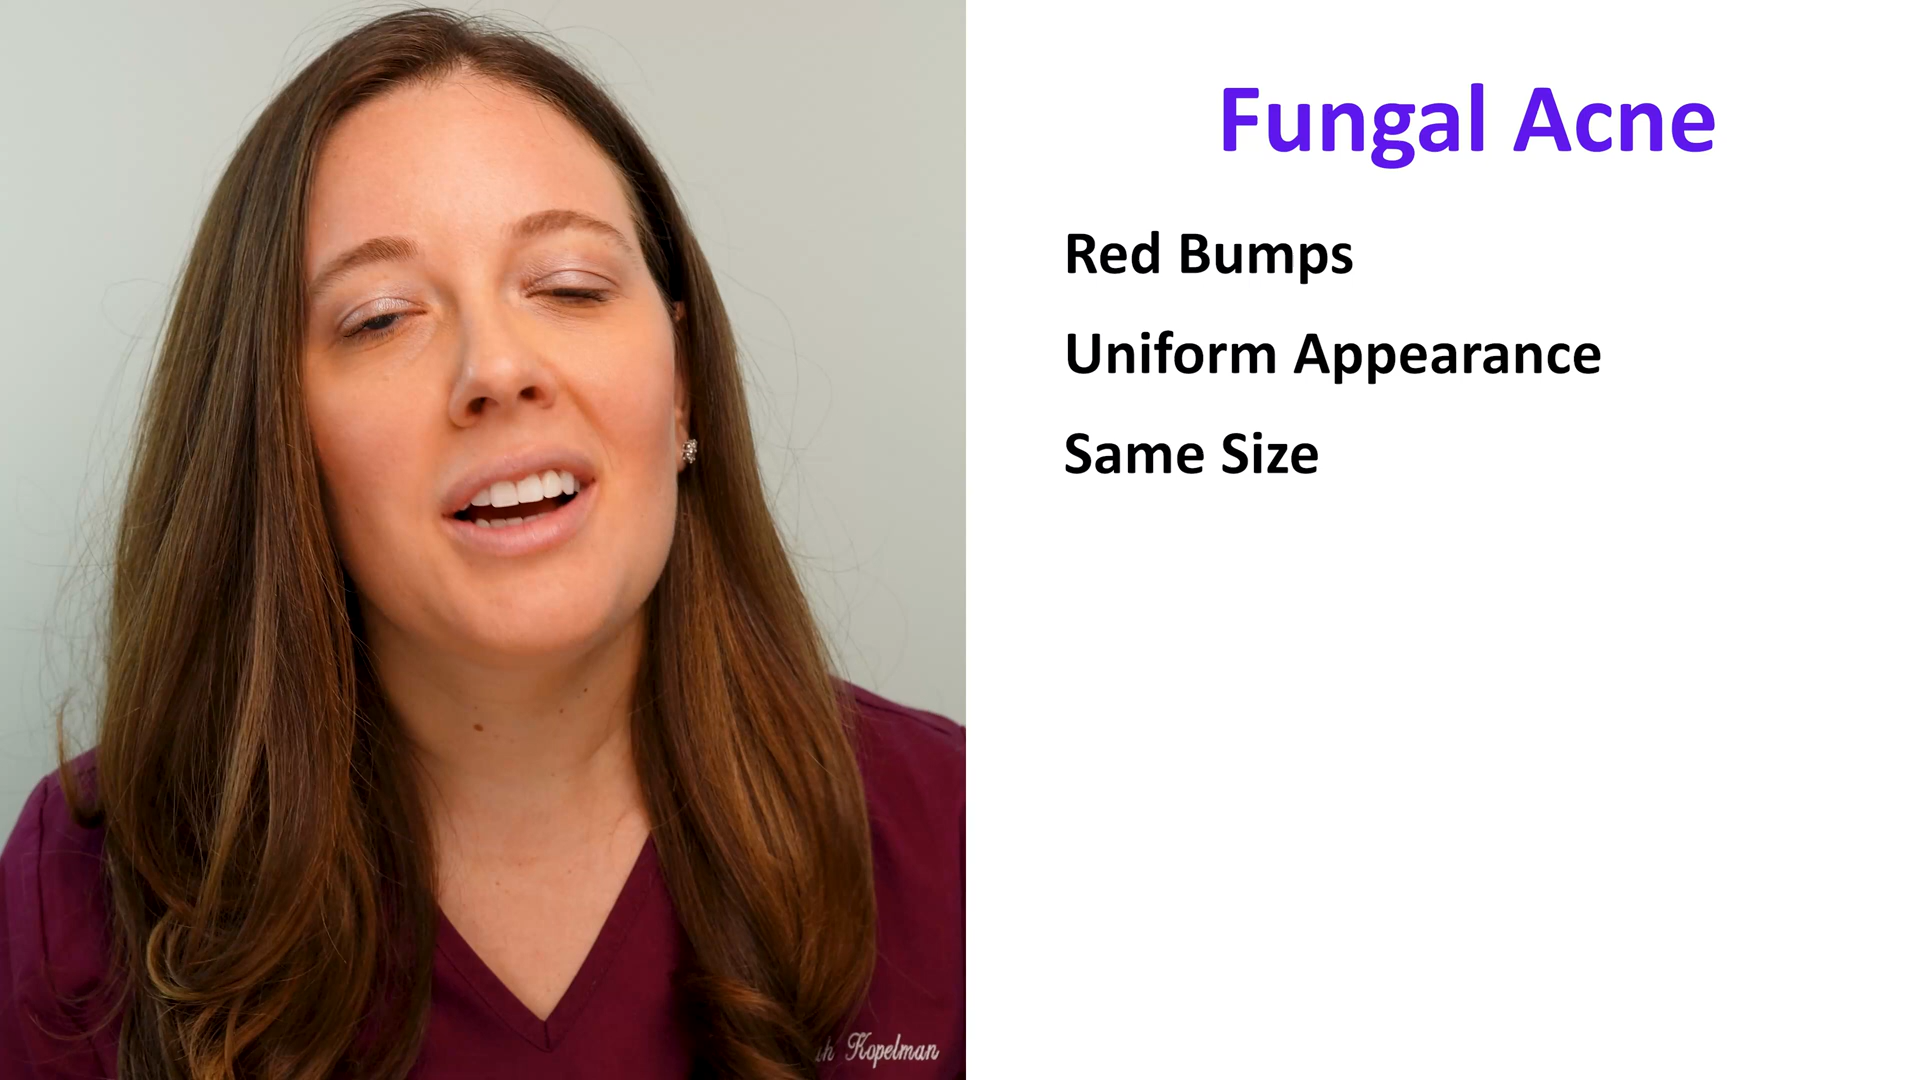 Fungal Acne
Red Bumps
Uniform Appearance
Same Size
Kopelman